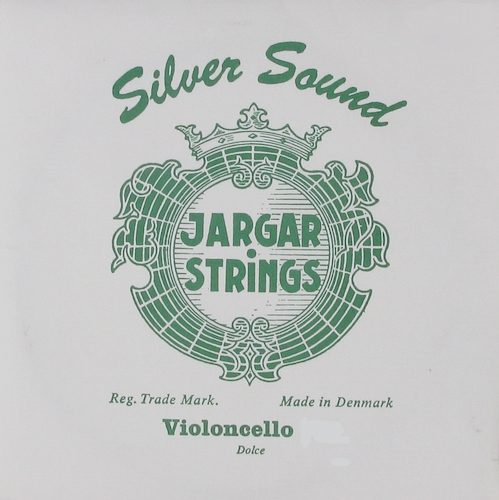 Silver Sound
JARGAR
STRiNGS
Reg. Trade Mark. Made in Denmark
Violoncello
Dolce